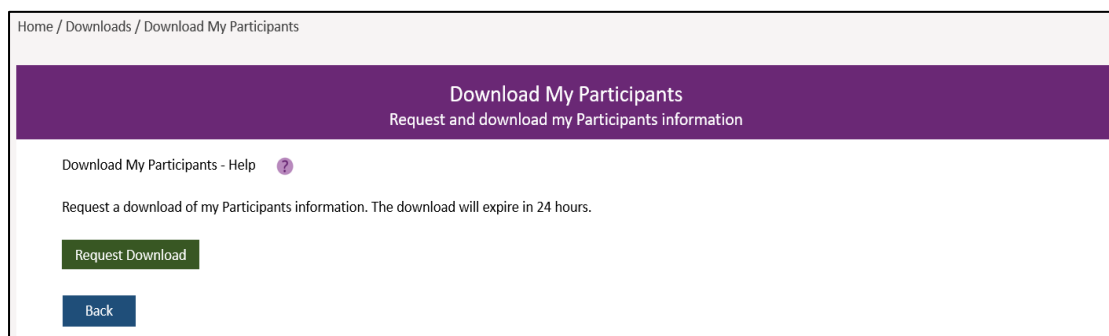 Home / Downloads / Download My Participants
Download My Participants
Request and download my Participants information
Download My Participants - Help ?
Request a download of my Participants information. The download will expire in 24 hours.
Request Download
Back